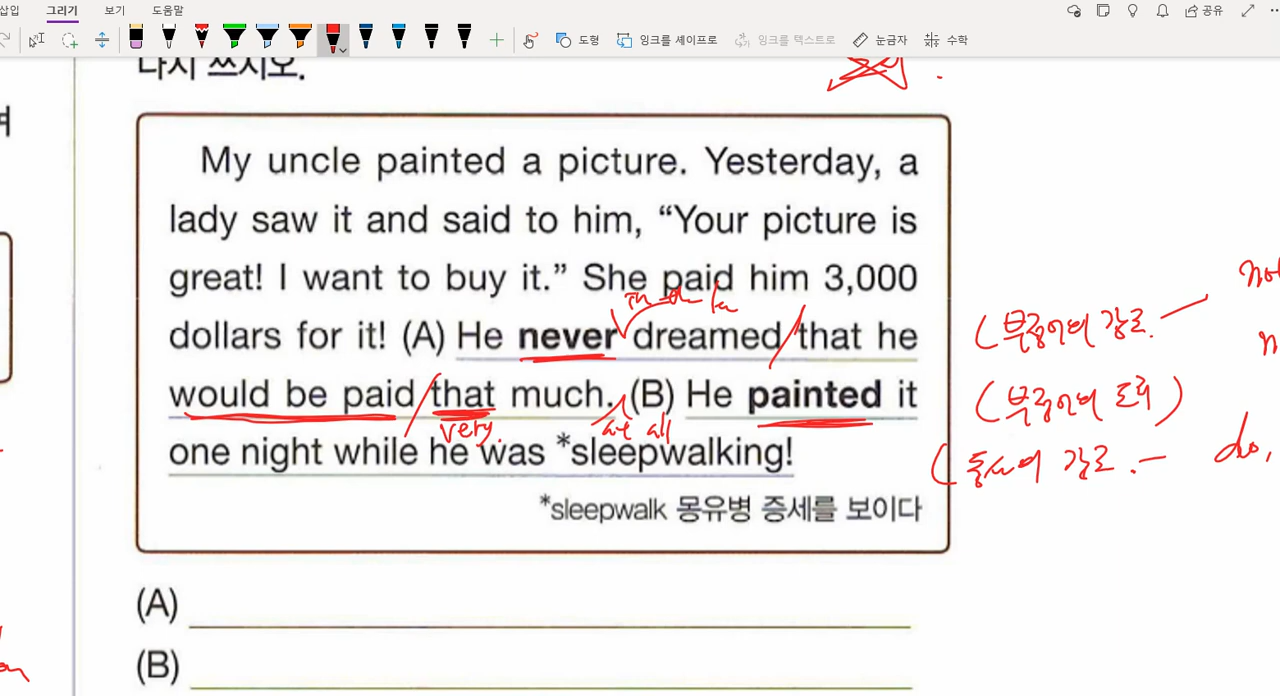 삽입 그리기 보기 도움말
공유
도형 잉크를 셰이프로 잉크를 텍스트로 눈금자 수학
다시 쓰시오.
My uncle painted a picture. Yesterday, a
lady saw it and said to him, “Your picture is
great! I want to buy it.” She paid him 3,000
dollars for it! (A) He never dreamed that he
would be paid that much. (B) He painted it
very. at all
one night while he was *sleepwalking!
*sleepwalk 몽유병 증세를 보이다
(부정어의 강조.
(부정어의 도치)
do,
(A)
(B)